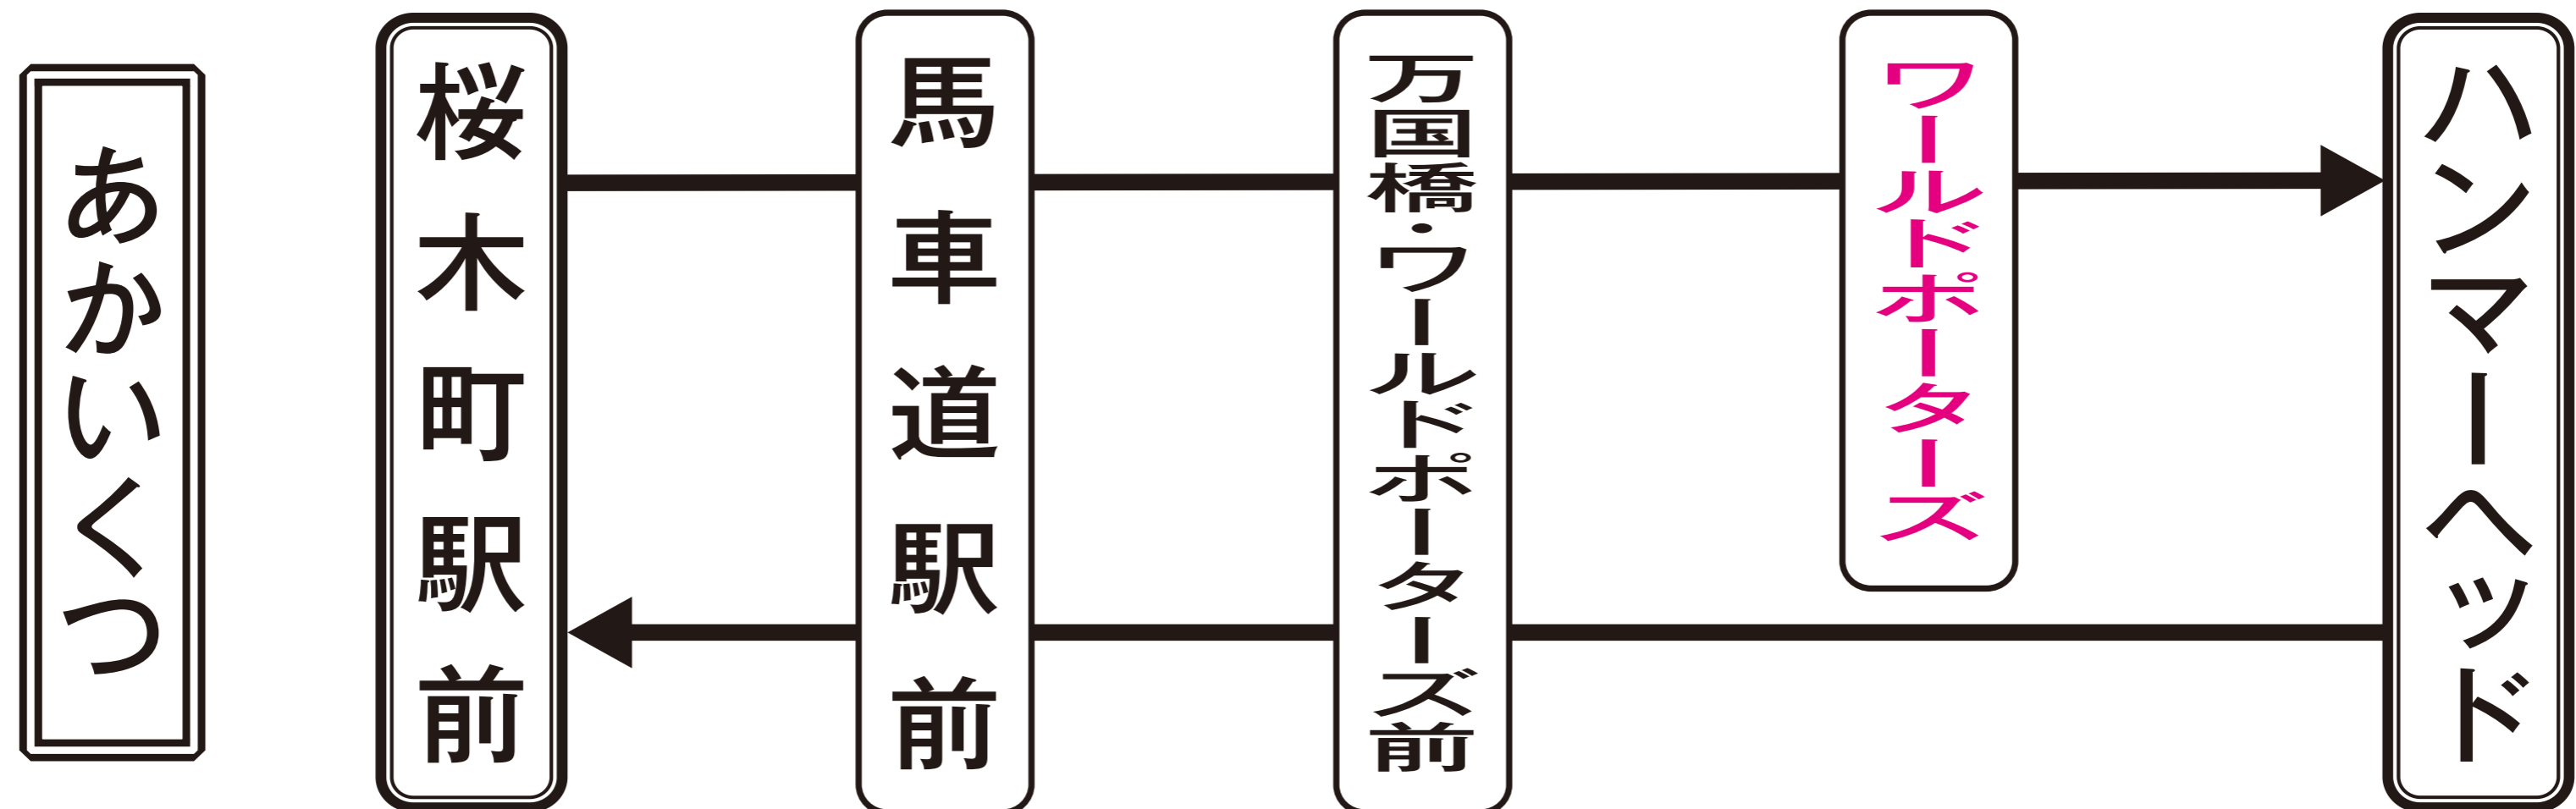 あかいくつ
桜木町駅前
馬車道駅前
万国橋・ワールドポーターズ前
ワールドポーターズ
ハンマーヘッド